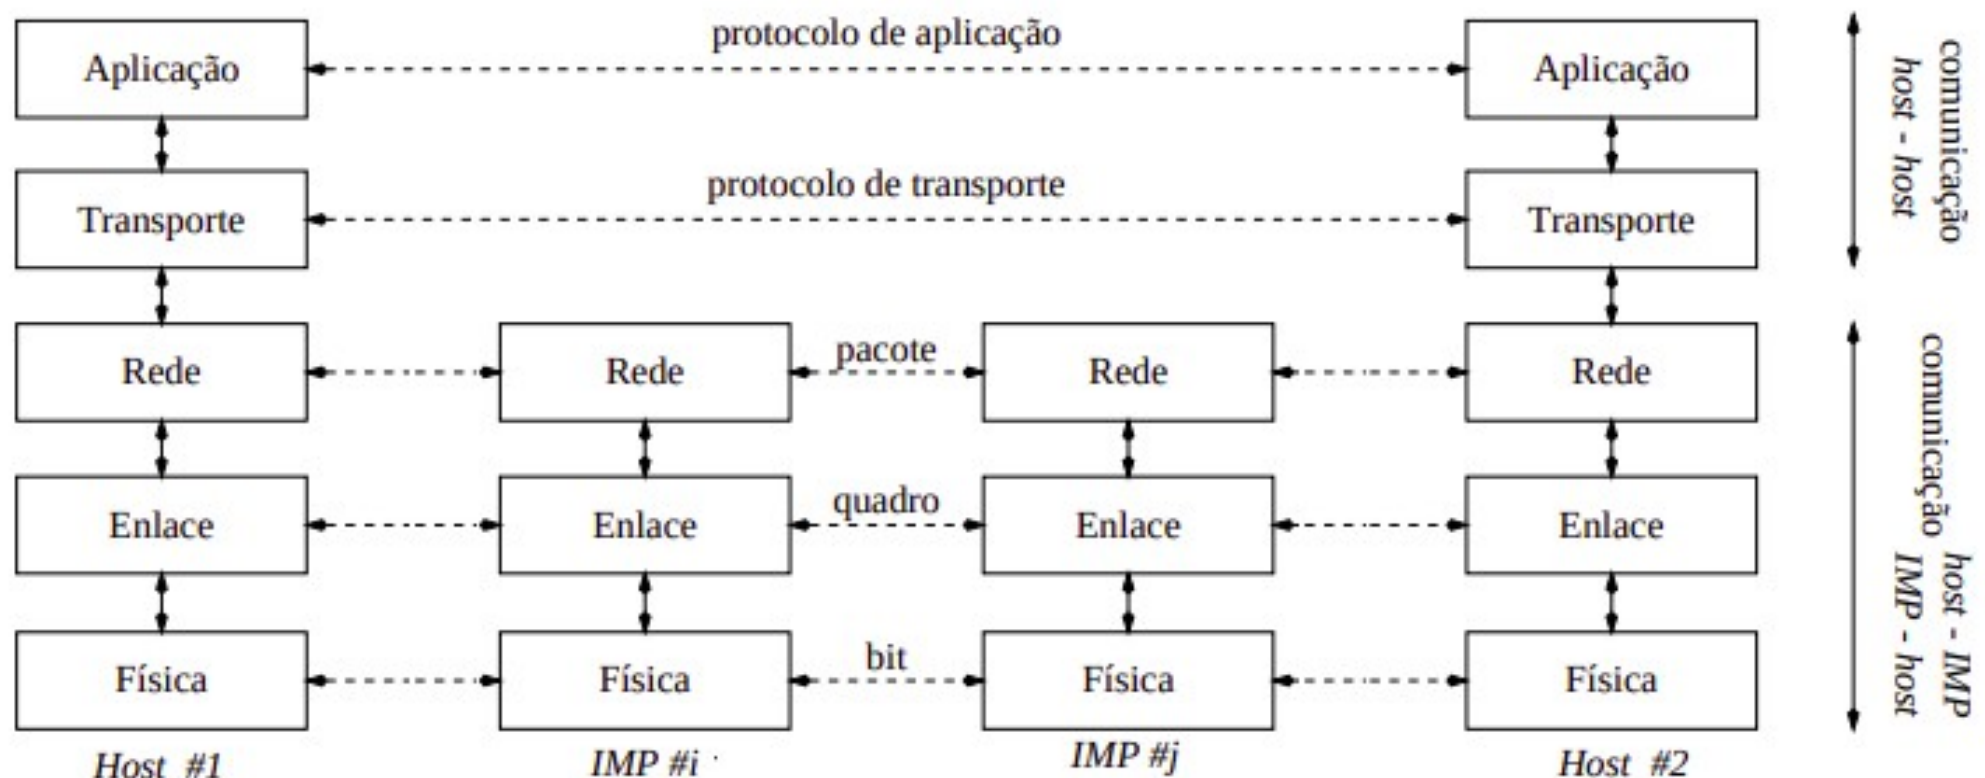 protocolo de aplicação
Aplicação
Aplicação
protocolo de transporte
Transporte
Transporte
comunicação
host - host
Rede
Rede
pacote
Rede
Rede
Enlace
Enlace
quadro
Enlace
Enlace
Física
Física
bit
Física
Física
comunicação
host - IMP
IMP - host
Host #1
IMP #i
IMP #j
Host #2